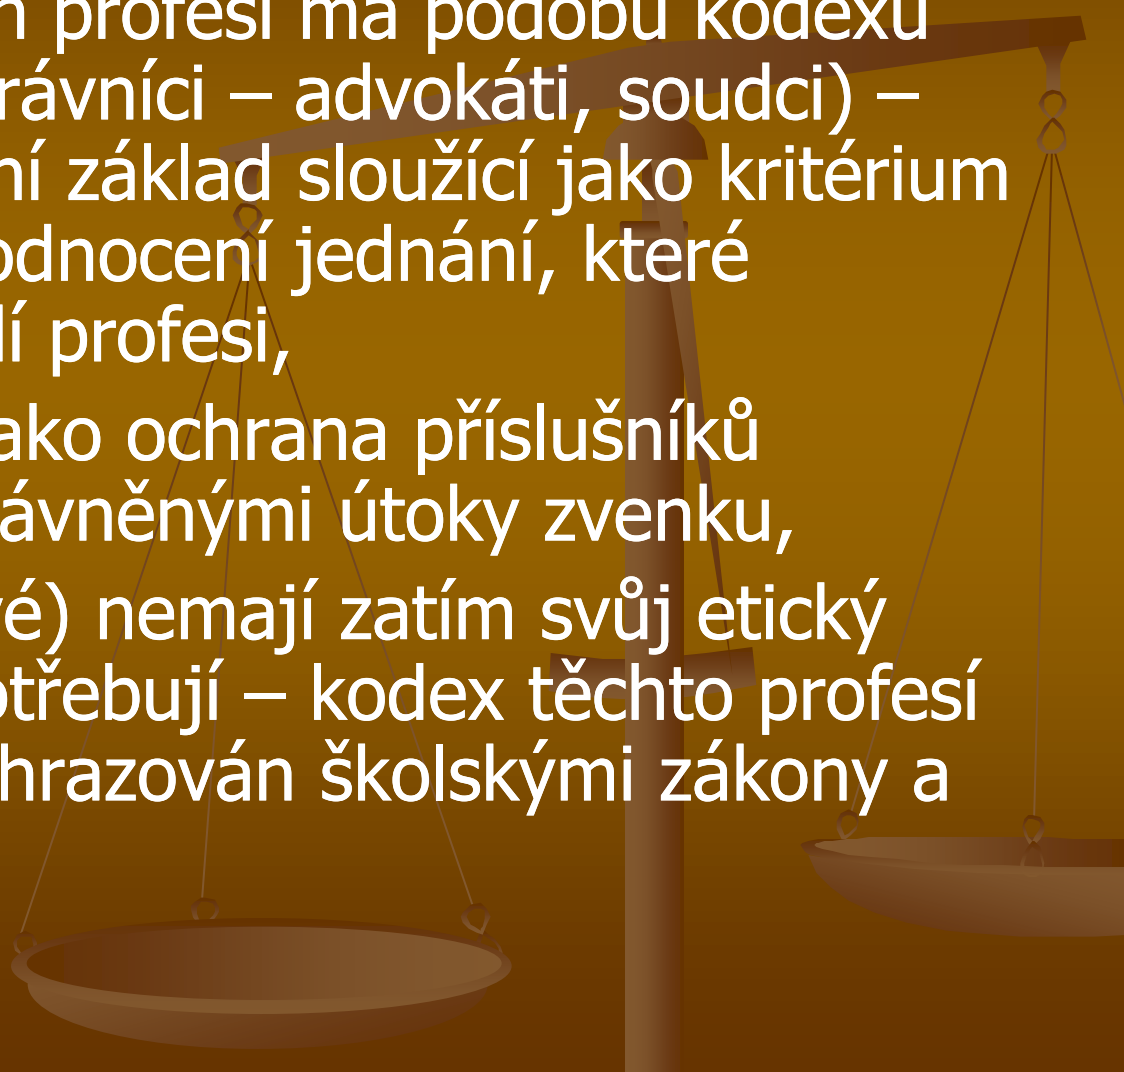 profesí má podobu kodexu
rávníci – advokáti, soudci) –
ní základ sloužící jako kritérium
odnocení jednání, které
lí profesi,
ako ochrana příslušníků
ávněnými útoky zvenku,
vé) nemají zatím svůj etický
otřebují – kodex těchto profesí
hrazován školskými zákony a